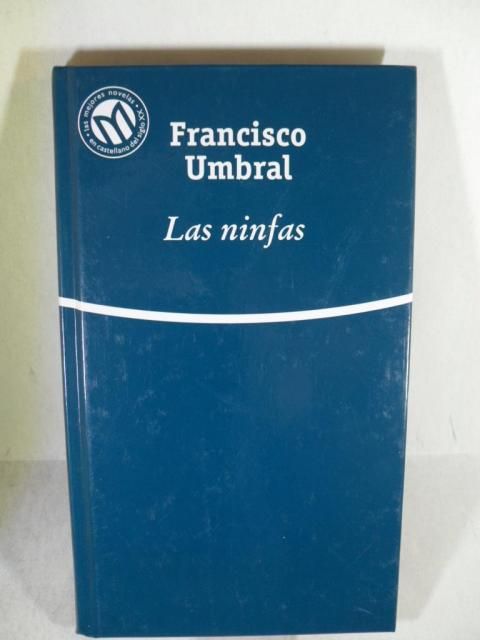 las mejores novelas • XX •
en castellano del siglo
Francisco
Umbral
Las ninfas